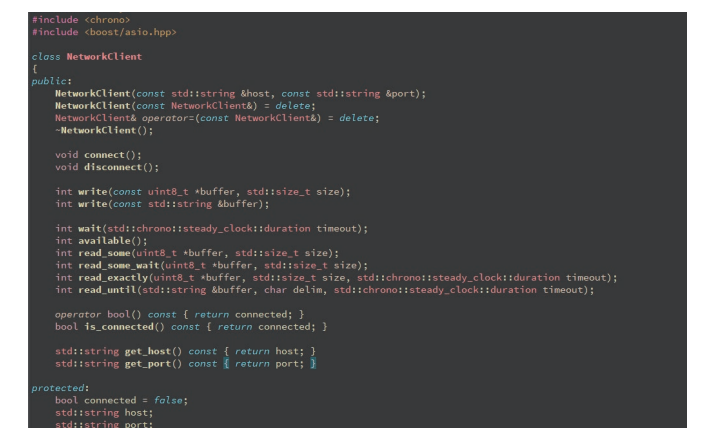 #include <chrono>
#include <boost/asio.hpp>
class NetworkClient
{
public:
NetworkClient(const std::string &host, const std::string &port);
NetworkClient(const NetworkClient&) = delete;
NetworkClient& operator=(const NetworkClient&) = delete;
~NetworkClient();
void connect();
void disconnect();
int write(const uint8_t *buffer, std::size_t size);
int write(const std::string &buffer);
int wait(std::chrono::steady_clock::duration timeout);
int available();
int read_some(uint8_t *buffer, std::size_t size);
int read_some_wait(uint8_t *buffer, std::size_t size);
int read_exactly(uint8_t *buffer, std::size_t size, std::chrono::steady_clock::duration timeout);
int read_until(std::string &buffer, char delim, std::chrono::steady_clock::duration timeout);
operator bool() const { return connected; }
bool is_connected() const { return connected; }
std::string get_host() const { return host; }
std::string get_port() const { return port; }
protected:
bool connected = false;
std::string host;
std::string port;